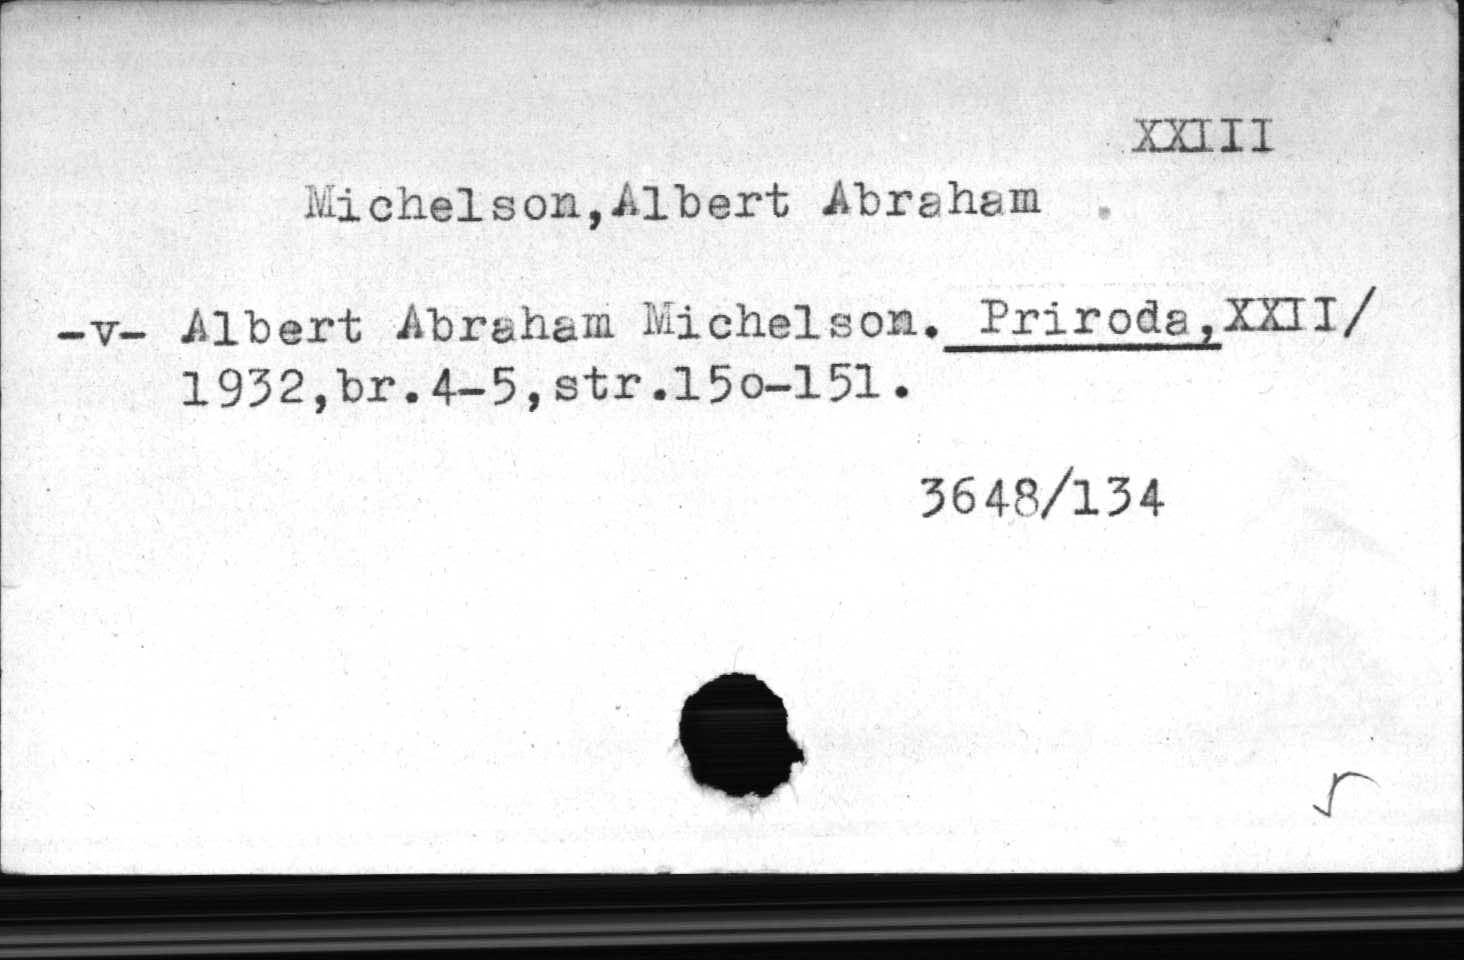 XXIII
Michelson,Albert Abraham
-v- Albert Abraham Michelson. Priroda,XXII/
1932,br.4-5,str.15o-151.
3648/134